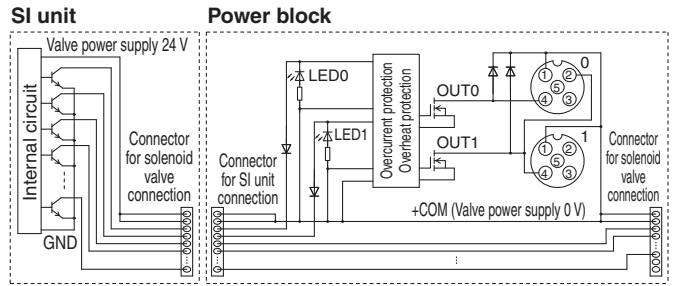 SI unit
Valve power supply 24 V
Internal circuit
Connector
for solenoid
valve
connection
GND
Power block
LED0
LED1
Overcurrent protection
Overheat protection
OUT0
OUT1
0
1 2
5
4 3
1
1 2
5
4 3
Connector
for SI unit
connection
+COM (Valve power supply 0 V)
Connector
for solenoid
valve
connection